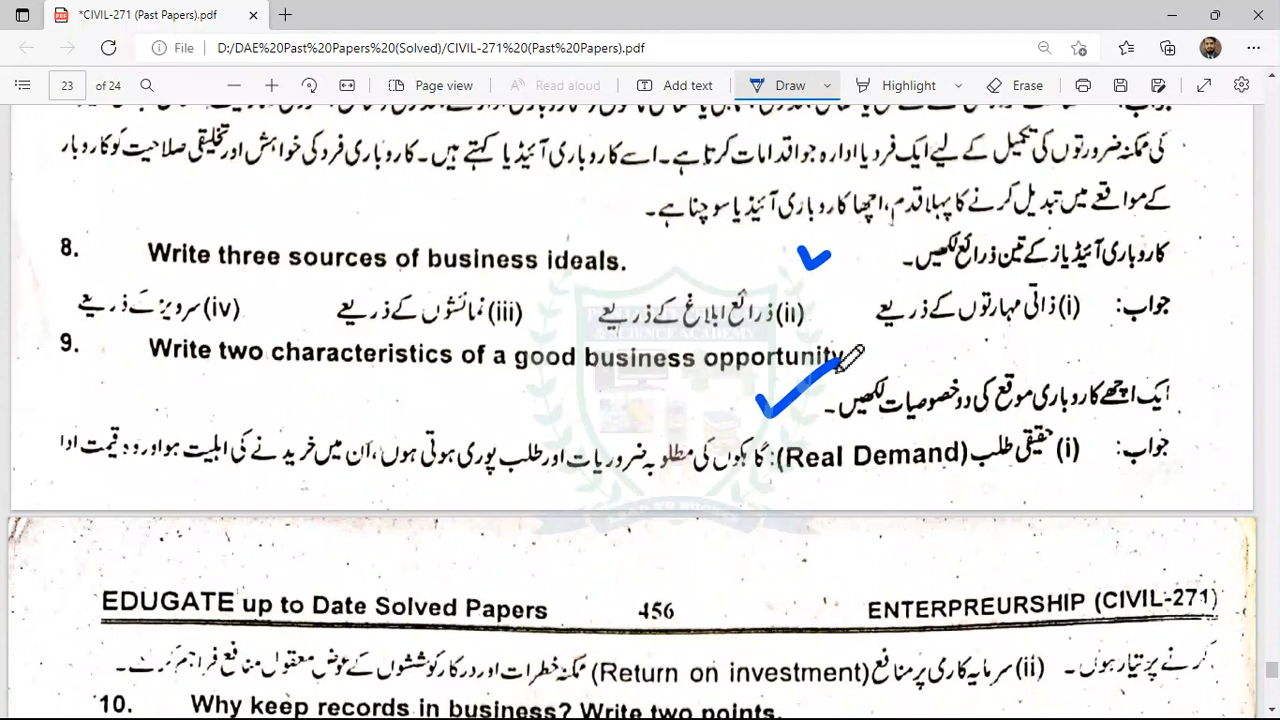 *CIVIL-271 (Past Papers).pdf
File D:/DAE%20Past%20Papers%20(Solved)/CIVIL-271%20(Past%20Papers).pdf
23 of 24 Page view Read aloud Add text Draw Highlight Erase
جواب:
کی ممکنہ ضرورتوں کی تکمیل کے لیے ایک فرد یا ادارہ جو اقدامات کرتا ہے۔ اسے کاروباری آئیڈیا کہتے ہیں۔ کاروباری فرد کی خواہش اور تخلیقی صلاحیت کو کاروبار
کے مواقعے میں تبدیل کرنے کا پہلا قدم، اچھا کاروباری آئیڈیا سوچنا ہے۔
8. Write three sources of business ideals. کاروباری آئیڈیاز کے تین ذرائع لکھیں۔
جواب: (i) ذاتی مہارتوں کے ذریعے (ii) ذرائع ابلاغ کے ذریعے (iii) نمائشوں کے ذریعے (iv) سرویز کے ذریعے
9. Write two characteristics of a good business opportunity
ایک اچھے کاروباری موقع کی دو خصوصیات لکھیں۔
جواب: (i) حقیقی طلب (Real Demand): گاہکوں کی مطلوبہ ضروریات اور طلب پوری ہوتی ہوں، اُن میں خریدنے کی اہلیت ہو اور وہ قیمت ادا
EDUGATE up to Date Solved Papers 456 ENTERPREURSHIP (CIVIL-271)
کرنے پر تیار ہوں۔ (ii) سرمایہ کاری پر منافع (Return on investment) ممکنہ خطرات اور درکار کوششوں کے عوض معقول منافع فراہم کرے۔
10. Why keep records in business? Write two points.